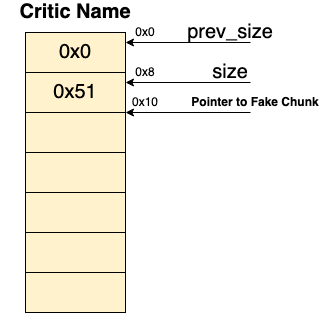 Critic Name
0x0 prev_size
0x0
0x8 size
0x51
0x10 Pointer to Fake Chunk